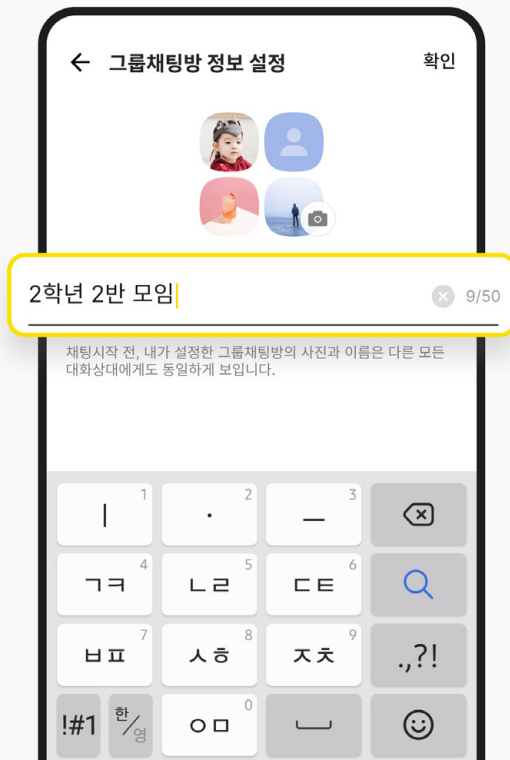 그룹채팅방 정보 설정 확인
2학년 2반 모임 9/50
채팅시작 전, 내가 설정한 그룹채팅방의 사진과 이름은 다른 모든
대화상대에게도 동일하게 보입니다.
ㅣ 1 · 2 ㅡ 3
ㄱㅋ 4 ㄴㄹ 5 ㄷㅌ 6
ㅂㅍ 7 ㅅㅎ 8 ㅈㅊ 9 .,?!
!#1 한/영 ㅇㅁ 0